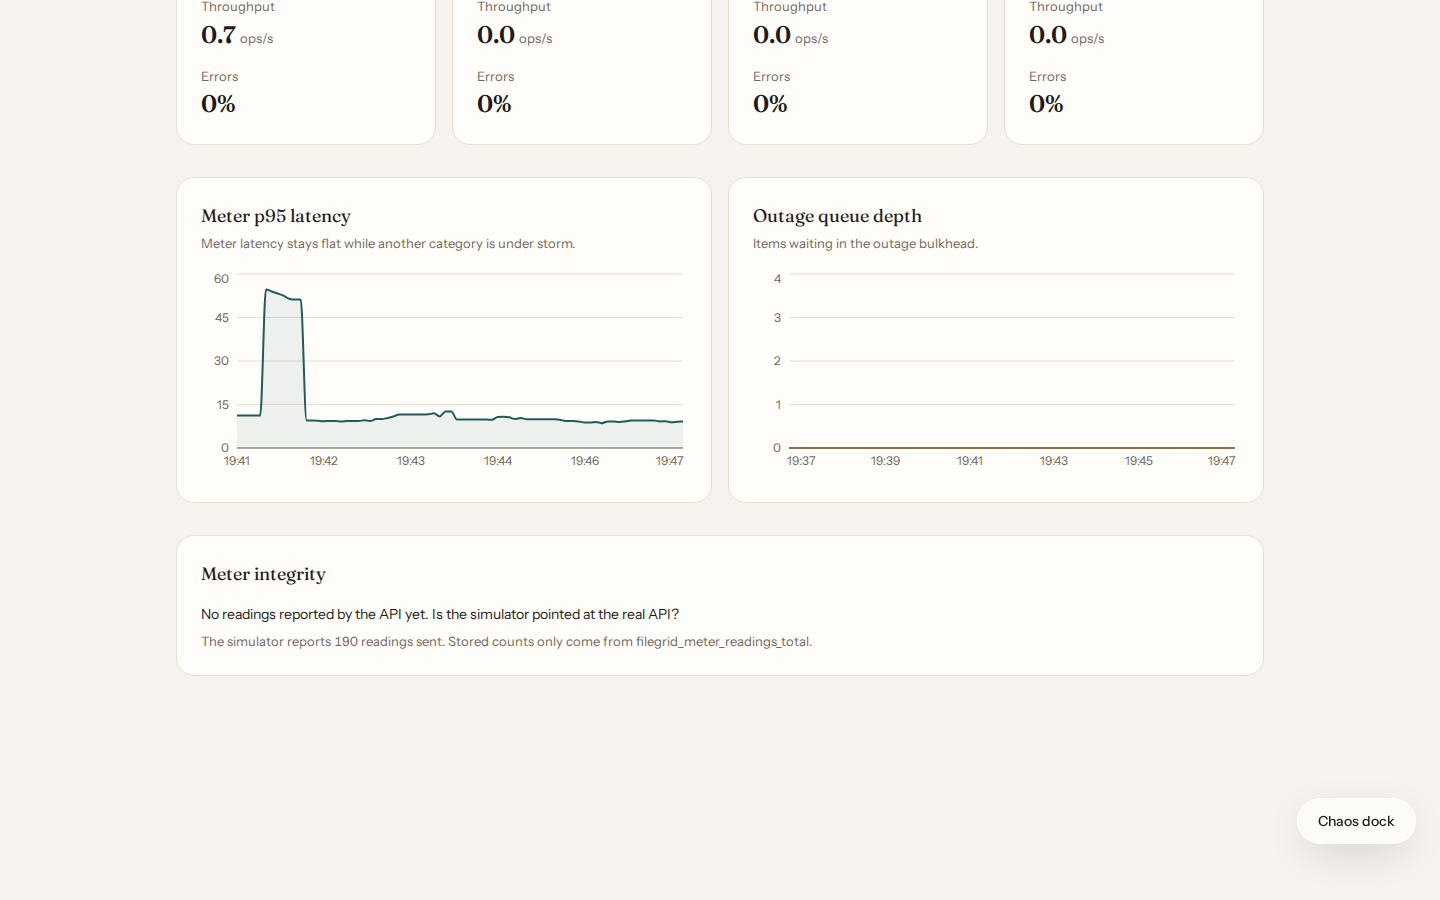 Throughput Throughput Throughput Throughput
0.7 ops/s 0.0 ops/s 0.0 ops/s 0.0 ops/s
Errors Errors Errors Errors
0% 0% 0% 0%
Meter p95 latency
Meter latency stays flat while another category is under storm.
60
45
30
15
0
19:41 19:42 19:43 19:44 19:46 19:47
Outage queue depth
Items waiting in the outage bulkhead.
4
3
2
1
0
19:37 19:39 19:41 19:43 19:45 19:47
Meter integrity
No readings reported by the API yet. Is the simulator pointed at the real API?
The simulator reports 190 readings sent. Stored counts only come from filegrid_meter_readings_total.
Chaos dock